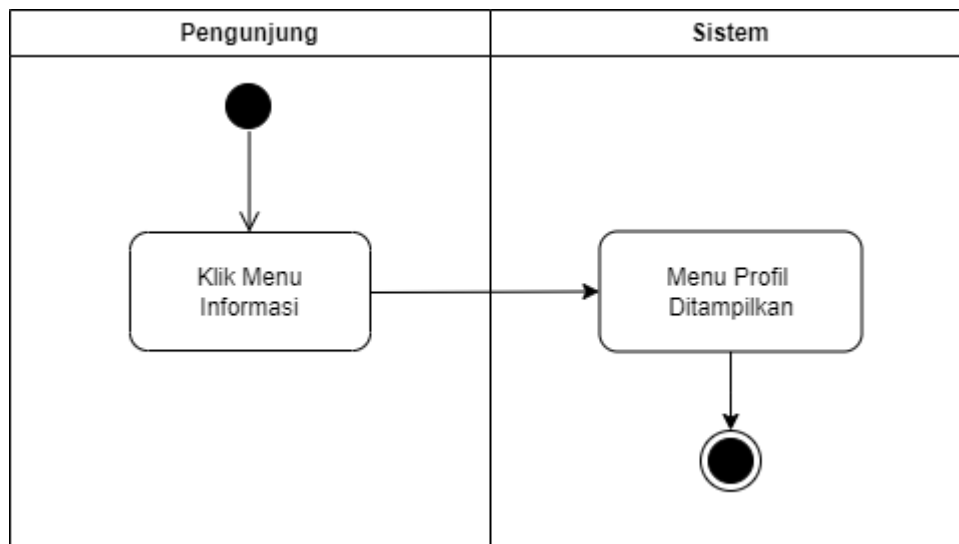 Pengunjung
Sistem
Klik Menu
Informasi
Menu Profil
Ditampilkan